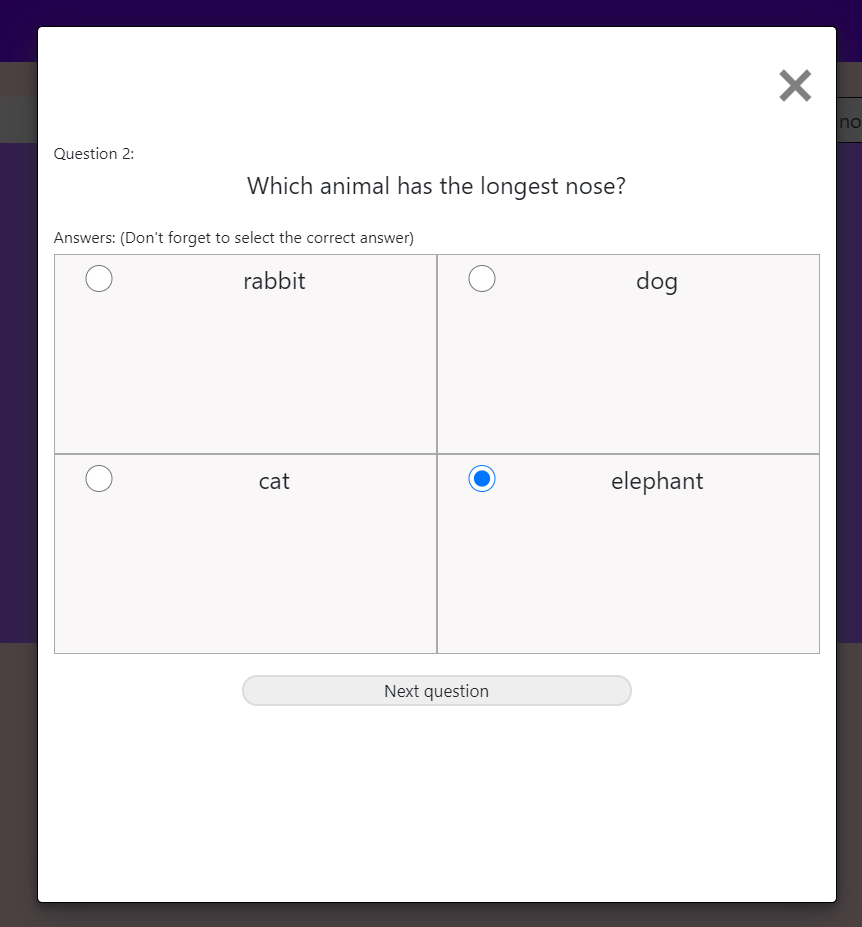 no
Question 2:
Which animal has the longest nose?
Answers: (Don't forget to select the correct answer)
rabbit
dog
cat
elephant
Next question